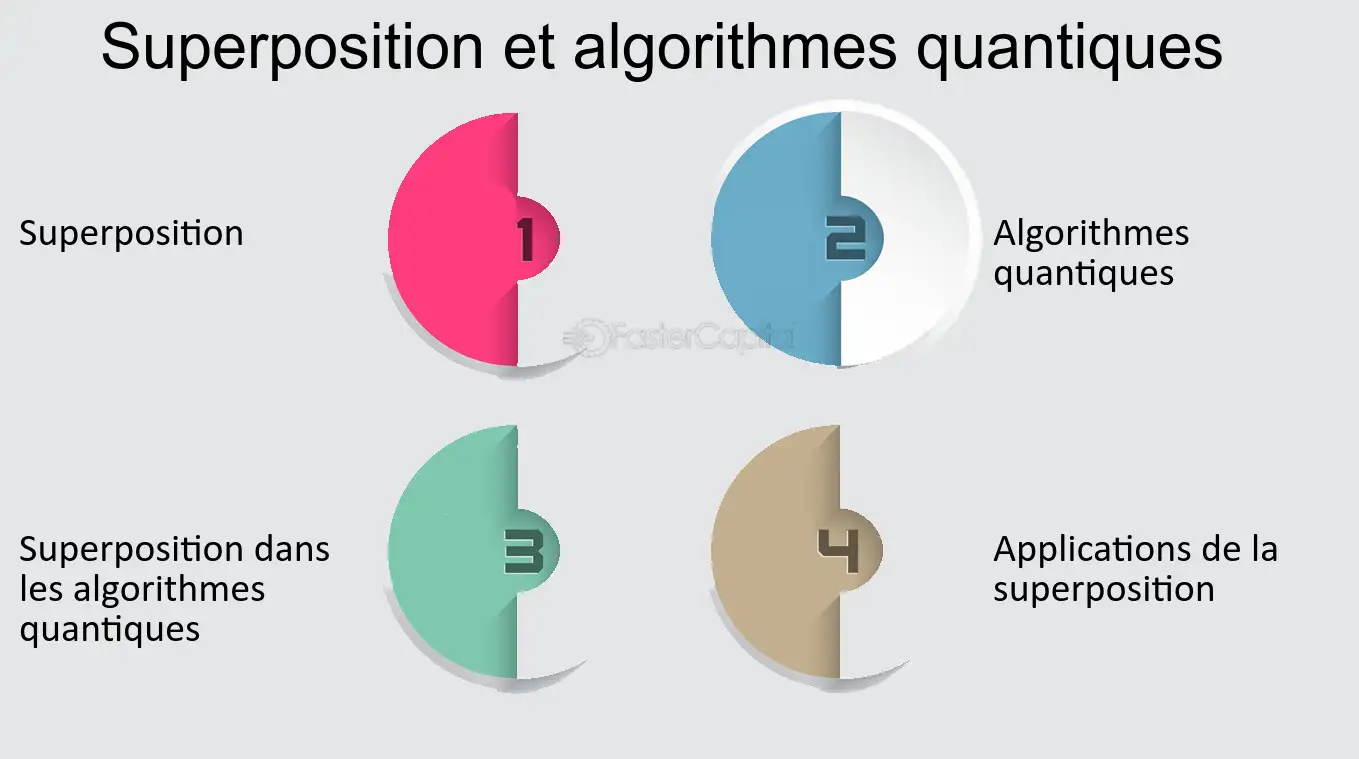 Superposition et algorithmes quantiques
1
Superposition
2
Algorithmes
quantiques
FasterCapital
3
Superposition dans
les algorithmes
quantiques
4
Applications de la
superposition